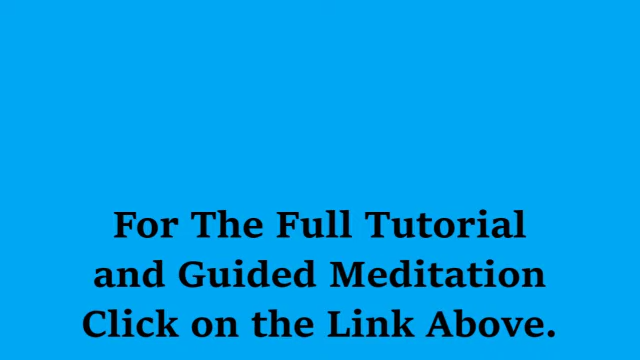 For The Full Tutorial
and Guided Meditation
Click on the Link Above.